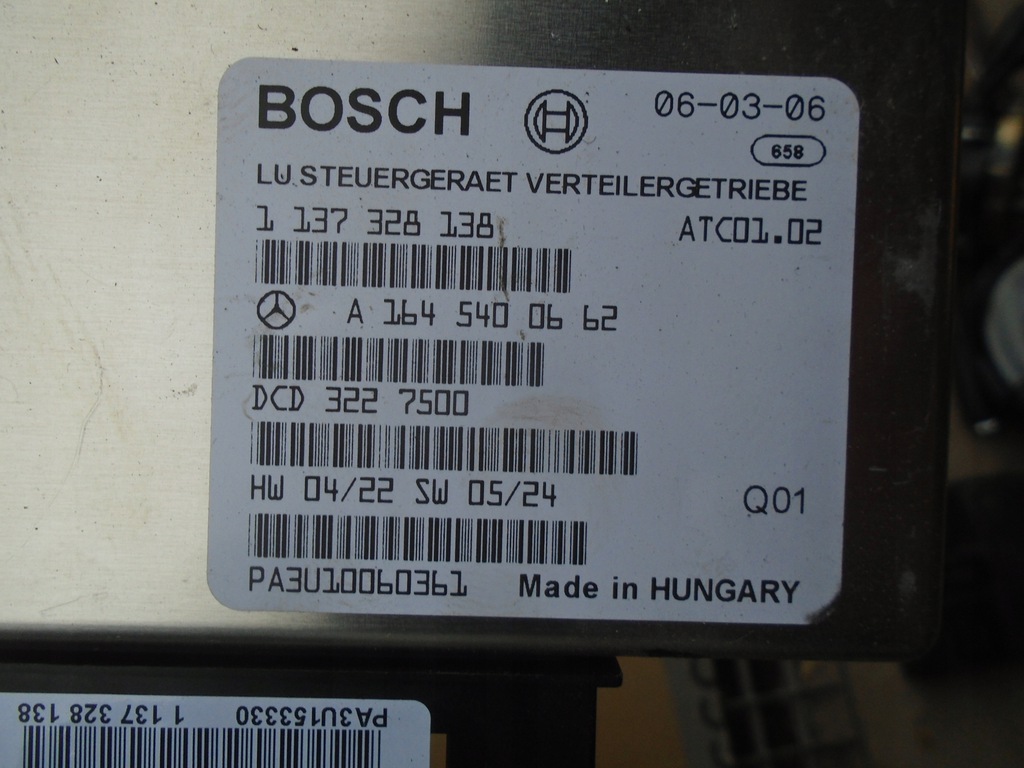 BOSCH 06-03-06
658
LU STEUERGERAET VERTEILERGETRIEBE
1 137 328 138 ATC01.02
A 164 540 06 62
DCD 322 7500
HW 04/22 SW 05/24 Q01
PA3U10060361 Made in HUNGARY
PA3U153330 1 137 328 138